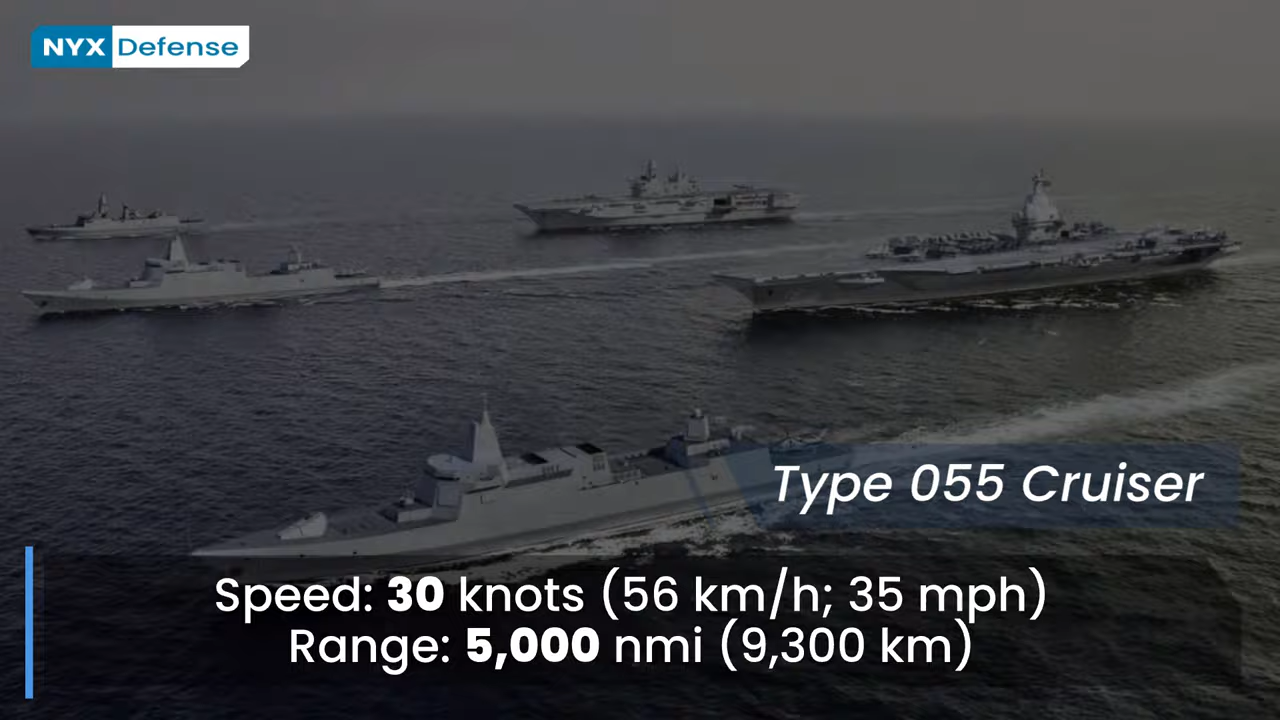 NYX Defense
Type 055 Cruiser
Speed: 30 knots (56 km/h; 35 mph)
Range: 5,000 nmi (9,300 km)